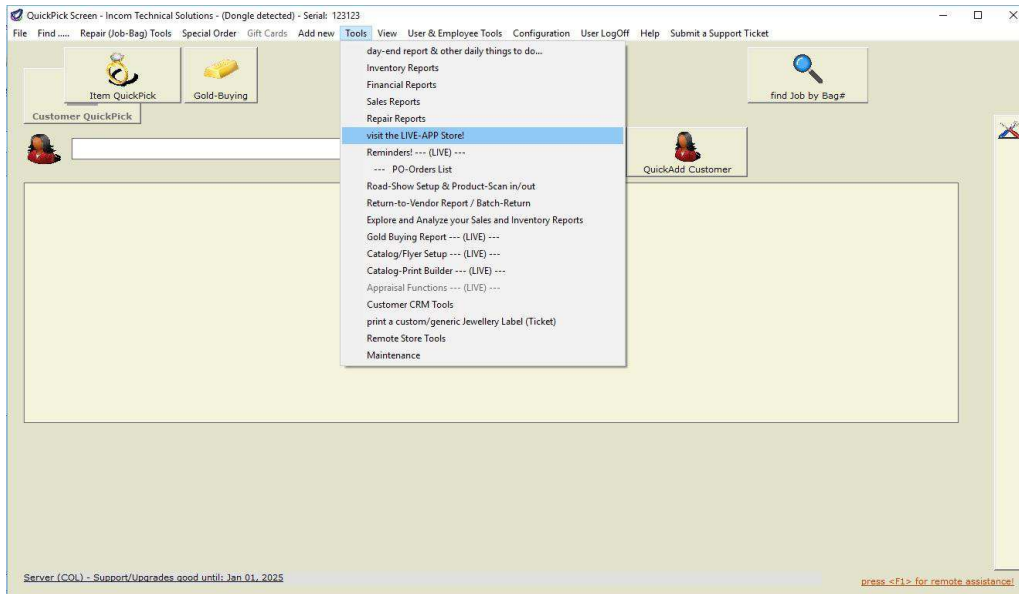 QuickPick Screen - Incom Technical Solutions - (Dongle detected) - Serial: 123123
File Find ..... Repair (Job-Bag) Tools Special Order Gift Cards Add new Tools View User & Employee Tools Configuration User LogOff Help Submit a Support Ticket
Item QuickPick
Gold-Buying
Customer QuickPick
day-end report & other daily things to do...
Inventory Reports
Financial Reports
Sales Reports
Repair Reports
visit the LIVE-APP Store!
Reminders! --- (LIVE) ---
--- PO-Orders List
Road-Show Setup & Product-Scan in/out
Return-to-Vendor Report / Batch-Return
Explore and Analyze your Sales and Inventory Reports
Gold Buying Report --- (LIVE) ---
Catalog/Flyer Setup --- (LIVE) ---
Catalog-Print Builder --- (LIVE) ---
Appraisal Functions --- (LIVE) ---
Customer CRM Tools
print a custom/generic Jewellery Label (Ticket)
Remote Store Tools
Maintenance
find Job by Bag#
QuickAdd Customer
Server (COL) - Support/Upgrades good until: Jan 01, 2025
press <F1> for remote assistance!